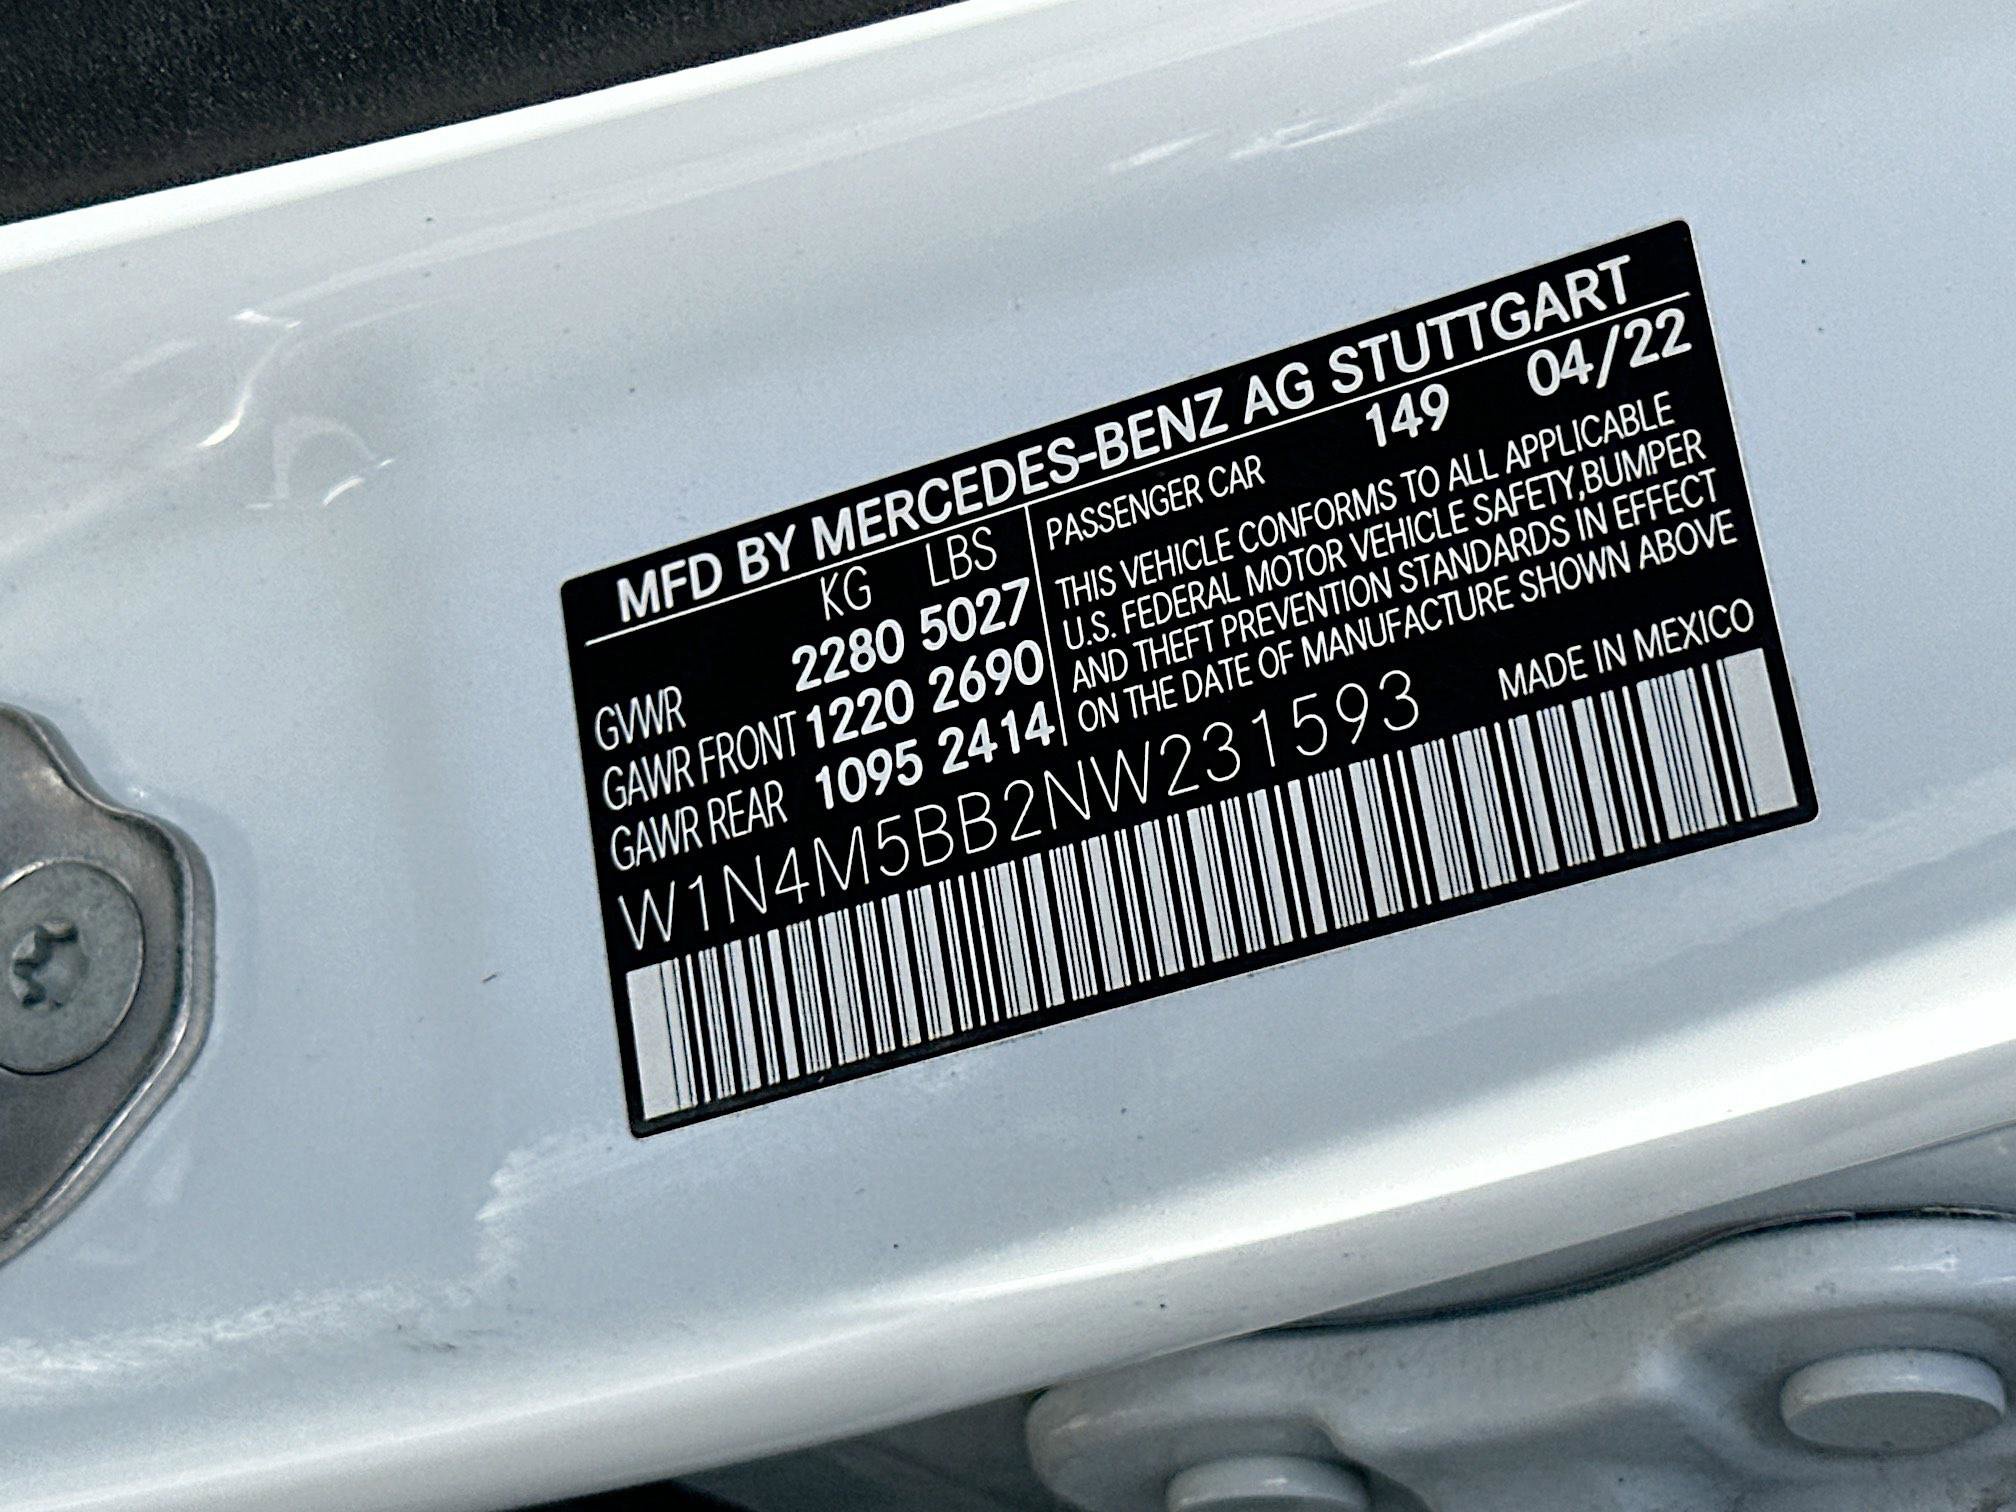 MFD BY MERCEDES-BENZ AG STUTTGART
KG LBS
GVWR 2280 5027
GAWR FRONT 1220 2690
GAWR REAR 1095 2414
PASSENGER CAR 149 04/22
THIS VEHICLE CONFORMS TO ALL APPLICABLE
U.S. FEDERAL MOTOR VEHICLE SAFETY,BUMPER
AND THEFT PREVENTION STANDARDS IN EFFECT
ON THE DATE OF MANUFACTURE SHOWN ABOVE
W1N4M5BB2NW231593 MADE IN MEXICO